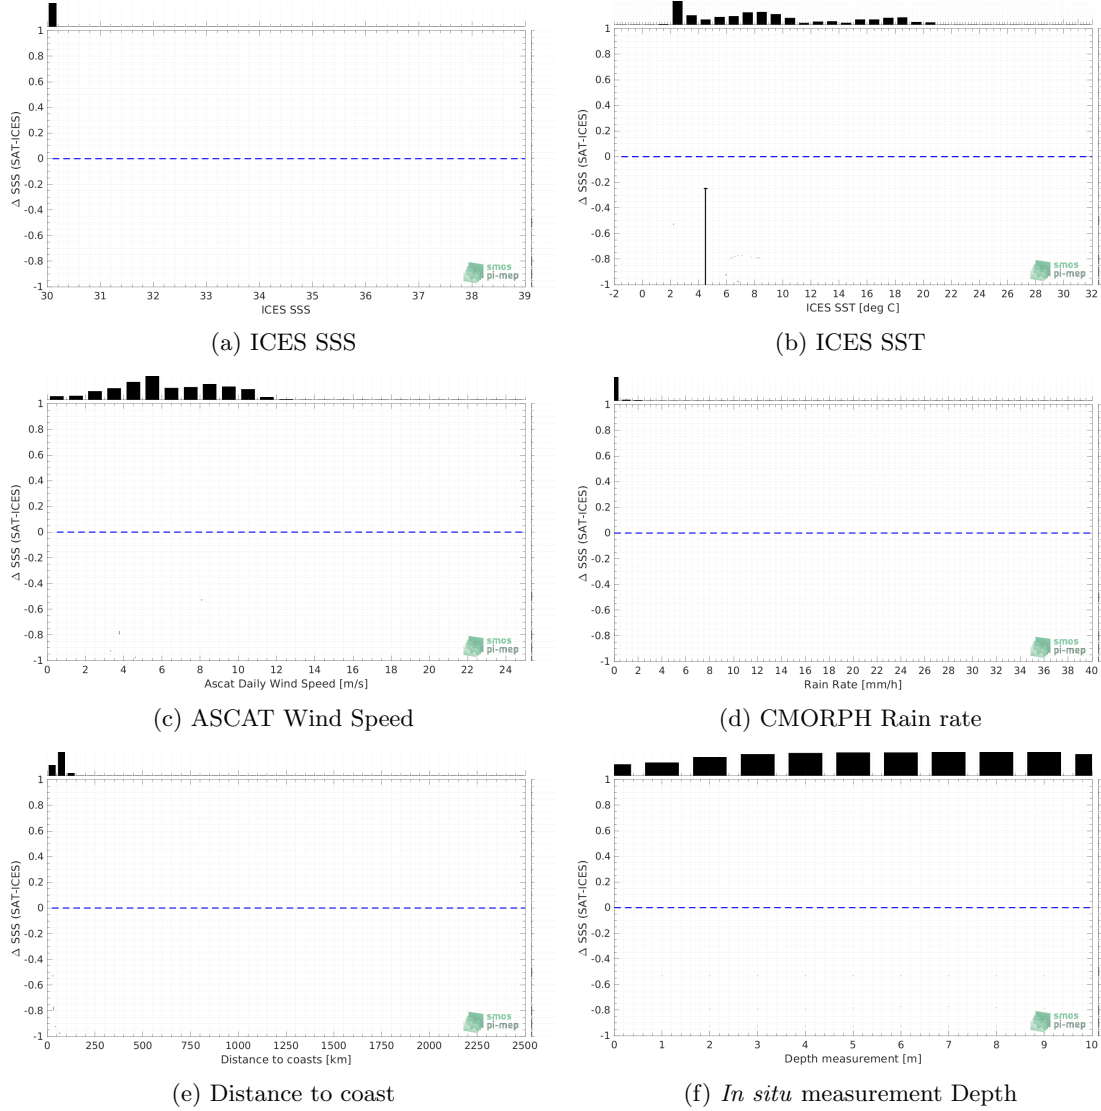 1
0.8
0.6
0.4
0.2
0
-0.2
-0.4
-0.6
-0.8
-1
Δ SSS (SAT-ICES)
smos
pi-mep
30 31 32 33 34 35 36 37 38 39
ICES SSS
(a) ICES SSS
1
0.8
0.6
0.4
0.2
0
-0.2
-0.4
-0.6
-0.8
-1
Δ SSS (SAT-ICES)
smos
pi-mep
-2 0 2 4 6 8 10 12 14 16 18 20 22 24 26 28 30 32
ICES SST [deg C]
(b) ICES SST
1
0.8
0.6
0.4
0.2
0
-0.2
-0.4
-0.6
-0.8
-1
Δ SSS (SAT-ICES)
smos
pi-mep
0 2 4 6 8 10 12 14 16 18 20 22 24
Ascat Daily Wind Speed [m/s]
(c) ASCAT Wind Speed
1
0.8
0.6
0.4
0.2
0
-0.2
-0.4
-0.6
-0.8
-1
Δ SSS (SAT-ICES)
smos
pi-mep
0 2 4 6 8 10 12 14 16 18 20 22 24 26 28 30 32 34 36 38 40
Rain Rate [mm/h]
(d) CMORPH Rain rate
1
0.8
0.6
0.4
0.2
0
-0.2
-0.4
-0.6
-0.8
-1
Δ SSS (SAT-ICES)
smos
pi-mep
0 250 500 750 1000 1250 1500 1750 2000 2250 2500
Distance to coasts [km]
(e) Distance to coast
1
0.8
0.6
0.4
0.2
0
-0.2
-0.4
-0.6
-0.8
-1
Δ SSS (SAT-ICES)
smos
pi-mep
0 1 2 3 4 5 6 7 8 9 10
Depth measurement [m]
(f) In situ measurement Depth